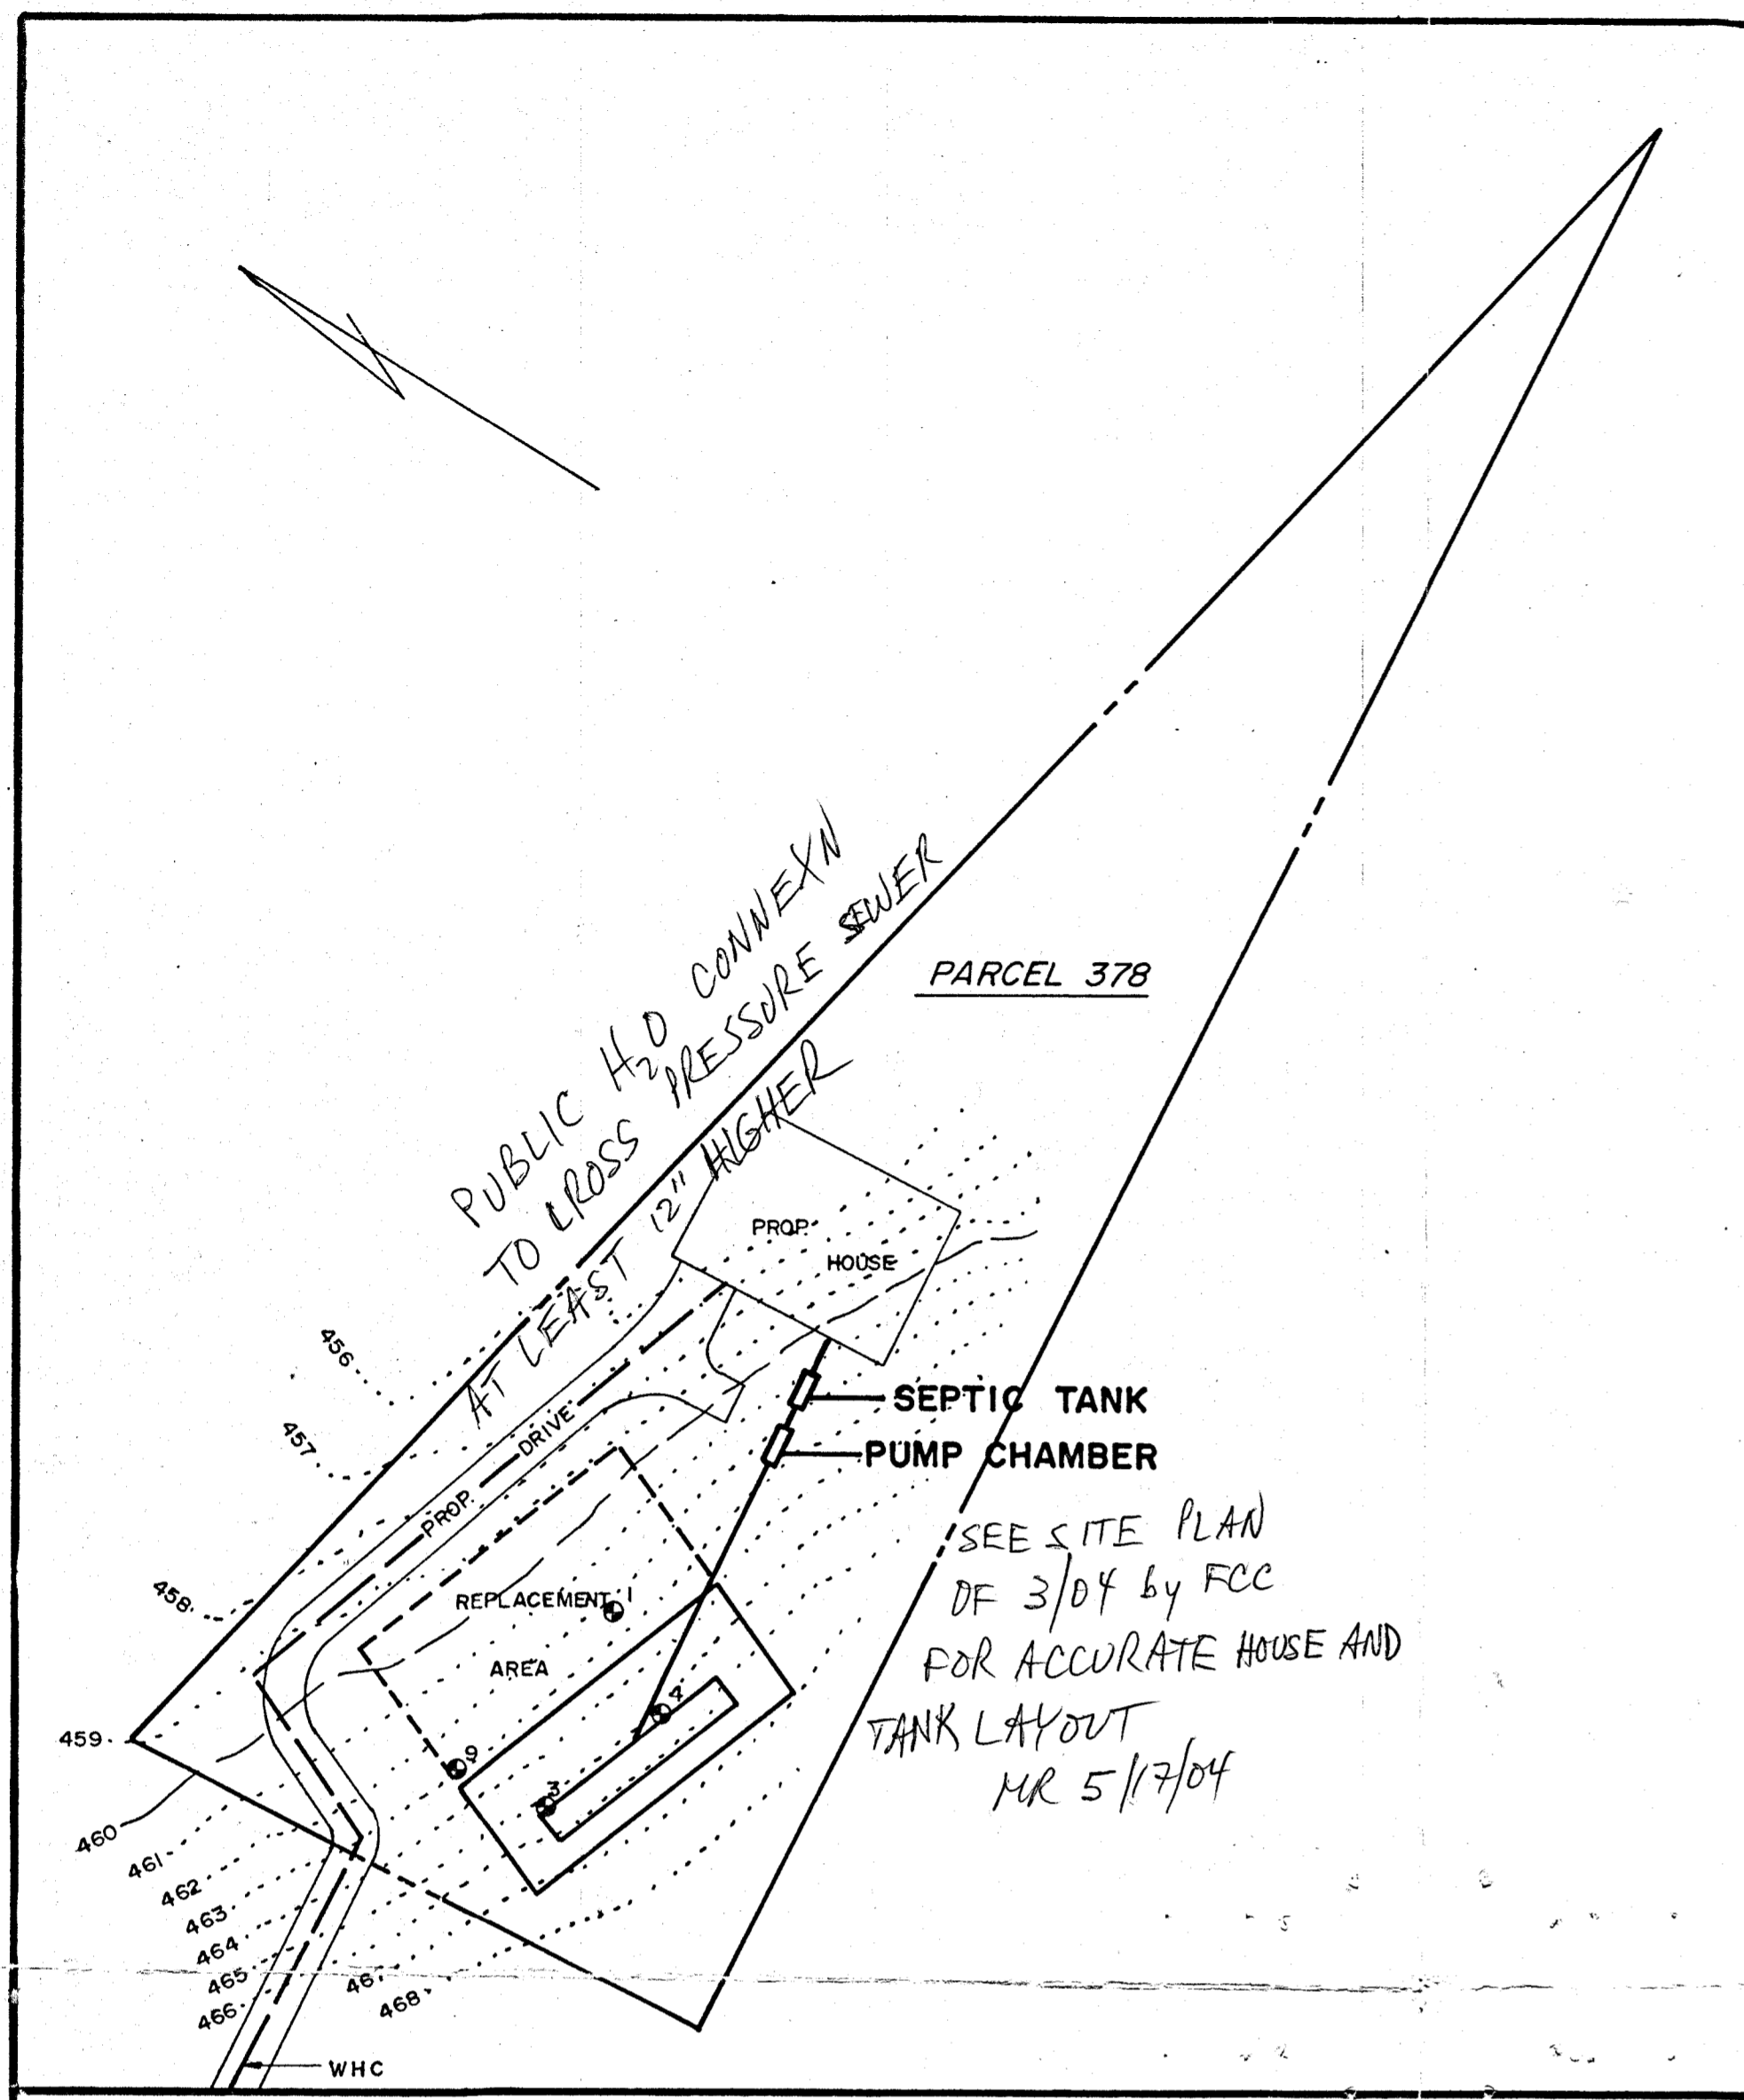 PUBLIC H2O CONNEXN
TO CROSS PRESSURE SEWER
AT LEAST 12" HIGHER
PARCEL 378
PROP.
HOUSE
SEPTIC TANK
PUMP CHAMBER
PROP. DRIVE
SEE SITE PLAN
OF 3/04 by FCC
FOR ACCURATE HOUSE AND
TANK LAYOUT
MR 5/17/04
REPLACEMENT
AREA
1
4
9
3
456
457
458
459
460
461
462
463
464
465
466
46
468
WHC